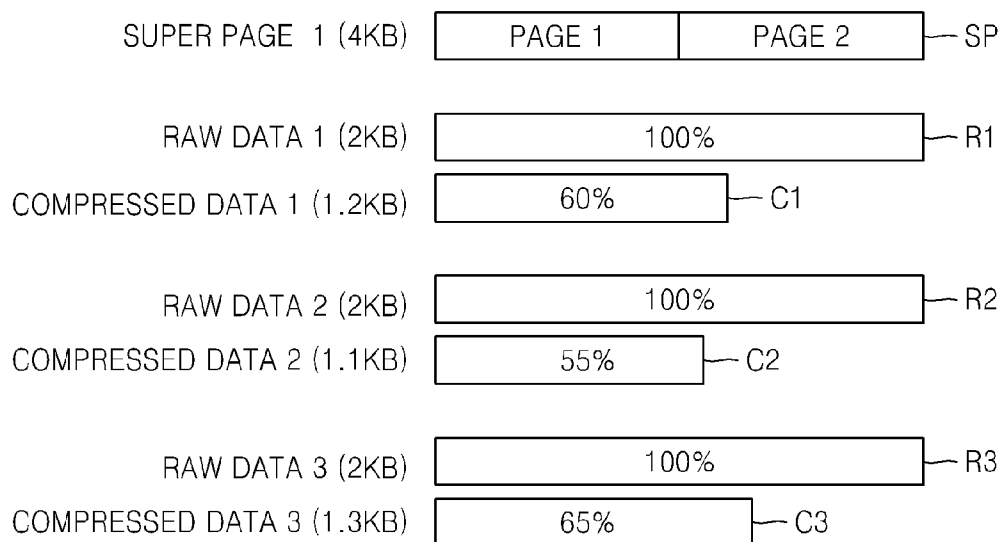 SUPER PAGE 1 (4KB) PAGE 1 PAGE 2 SP
RAW DATA 1 (2KB) 100% R1
COMPRESSED DATA 1 (1.2KB) 60% C1
RAW DATA 2 (2KB) 100% R2
COMPRESSED DATA 2 (1.1KB) 55% C2
RAW DATA 3 (2KB) 100% R3
COMPRESSED DATA 3 (1.3KB) 65% C3